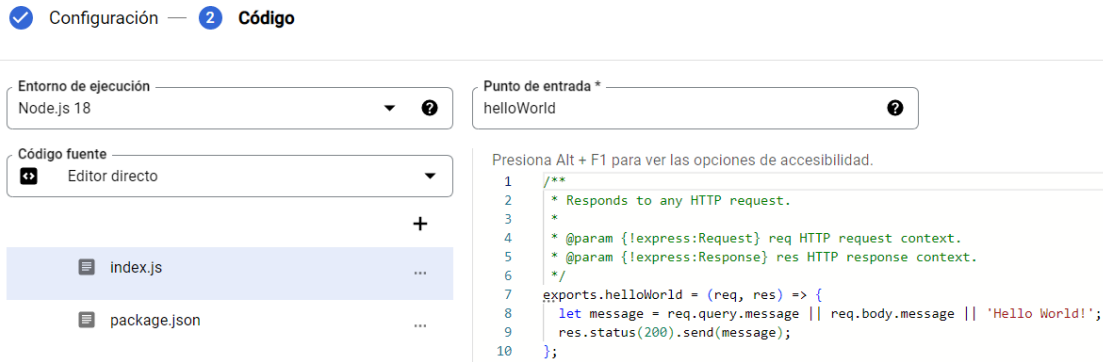 Configuración
2 Código
Entorno de ejecución
Node.js 18
Punto de entrada *
helloWorld
Código fuente
Editor directo
index.js
...
package.json
...
Presiona Alt + F1 para ver las opciones de accesibilidad.
1 /**
2  * Responds to any HTTP request.
3  *
4  * @param {!express:Request} req HTTP request context.
5  * @param {!express:Response} res HTTP response context.
6  */
7 exports.helloWorld = (req, res) => {
8   let message = req.query.message || req.body.message || 'Hello World!';
9   res.status(200).send(message);
10 };